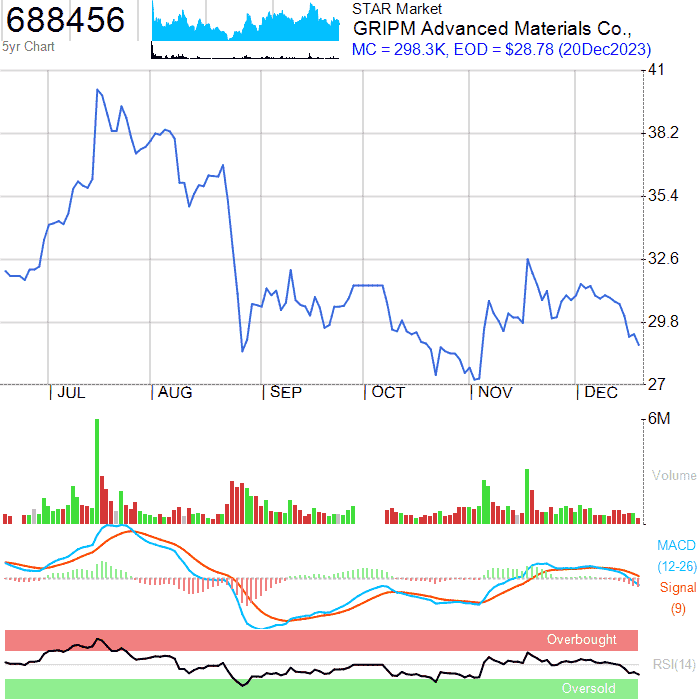 688456
5yr Chart
STAR Market
GRIPM Advanced Materials Co.,
MC = 298.3K, EOD = $28.78 (20Dec2023)
41
38.2
35.4
32.6
29.8
27
JUL
AUG
SEP
OCT
NOV
DEC
6M
Volume
MACD
(12-26)
Signal
(9)
Overbought
RSI(14)
Oversold